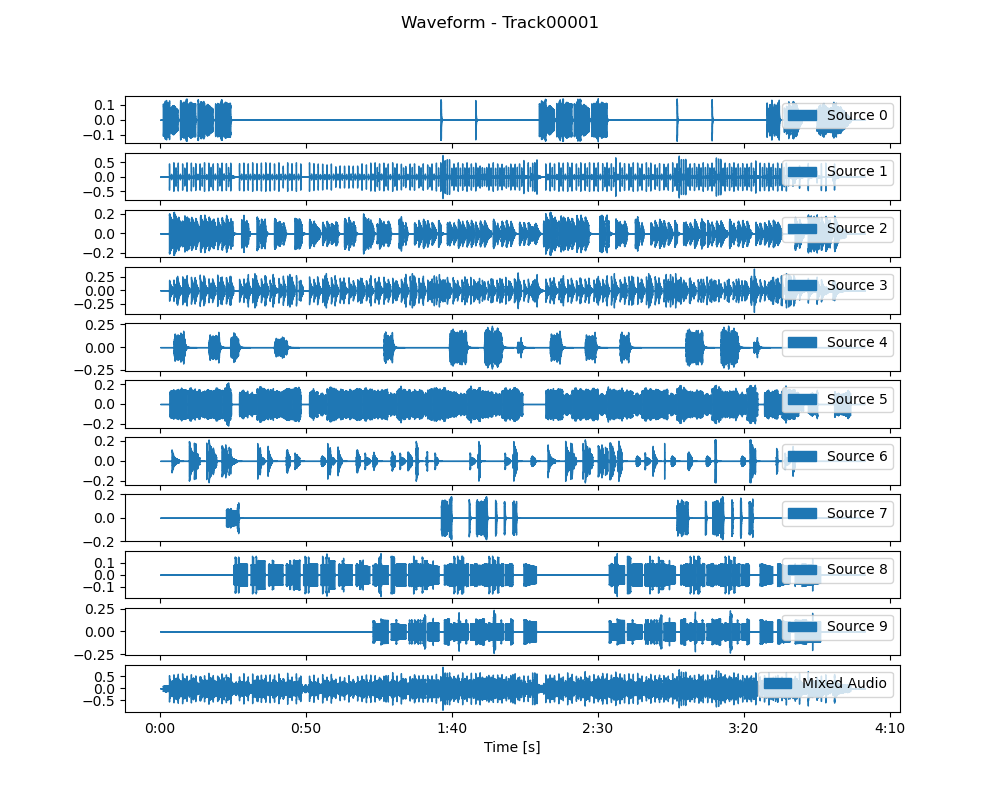 Waveform - Track00001
0.1
0.0
−0.1
Source 0
0.5
0.0
−0.5
Source 1
0.2
0.0
−0.2
Source 2
0.25
0.00
−0.25
Source 3
0.25
0.00
−0.25
Source 4
0.2
0.0
−0.2
Source 5
0.2
0.0
−0.2
Source 6
0.2
0.0
−0.2
Source 7
0.1
0.0
−0.1
Source 8
0.25
0.00
−0.25
Source 9
0.5
0.0
−0.5
Mixed Audio
0:00 0:50 1:40 2:30 3:20 4:10
Time [s]